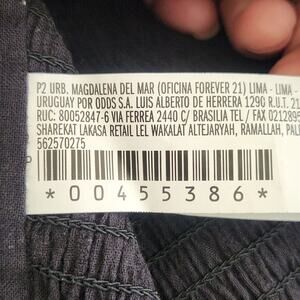 P2 URB. MAGDALENA DEL MAR (OFICINA FOREVER 21) LIMA - LIMA -
URUGUAY POR ODDS S.A. LUIS ALBERTO DE HERRERA 1290 R.U.T. 21
RUC: 80052847-6 VIA FERREA 2440 C/ BRASILIA TEL / FAX 0212895
SHAREKAT LAKASA RETAIL LEL WAKALAT ALTEJARYAH, RAMALLAH, PAL
562570275
*00455386*